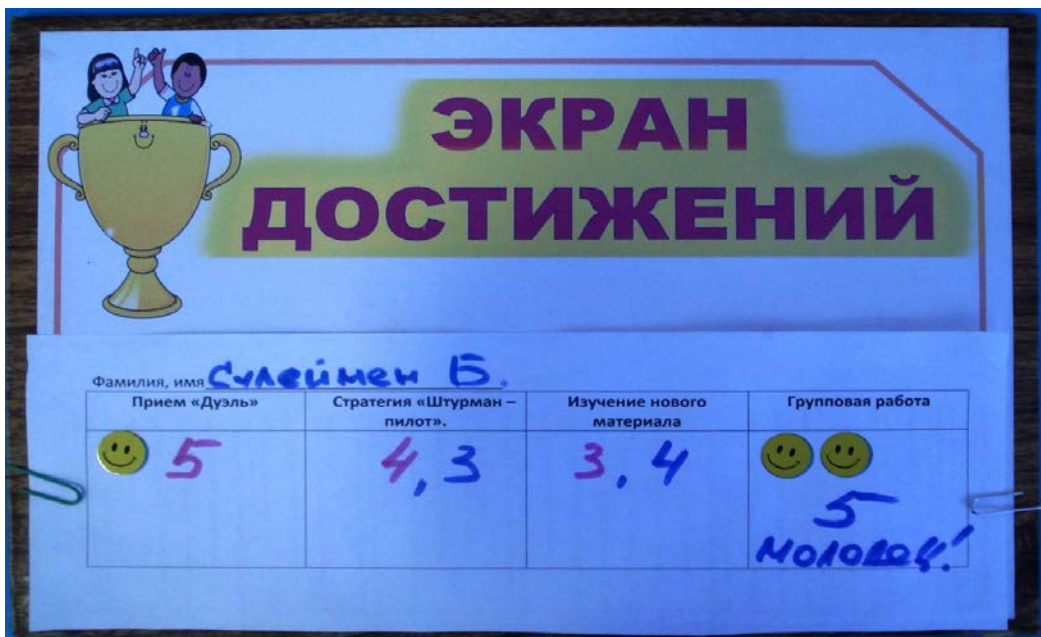 ЭКРАН
ДОСТИЖЕНИЙ
Фамилия, имя Сулеймен Б.
Прием «Дуэль» Стратегия «Штурман – пилот». Изучение нового материала Групповая работа
5 4, 3 3, 4 5
молодец!